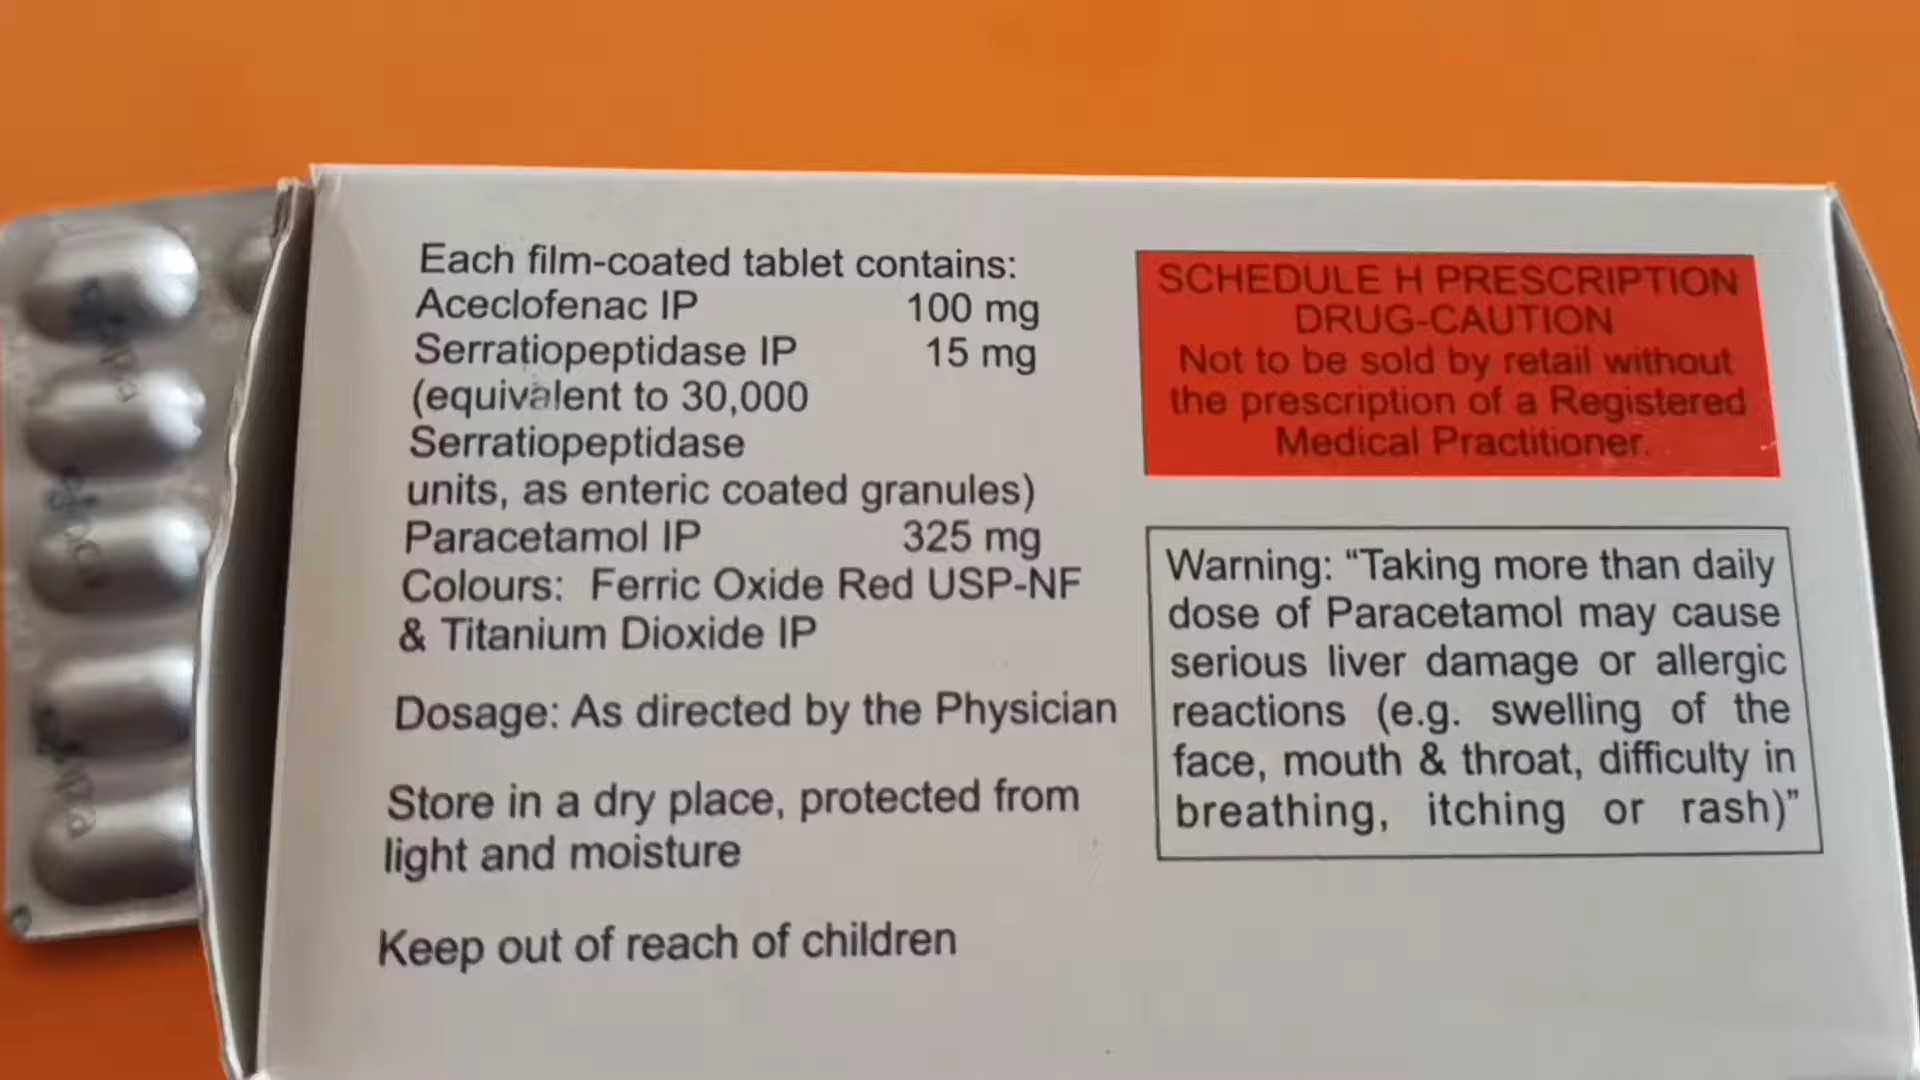 Each film-coated tablet contains:
Aceclofenac IP 100 mg
Serratiopeptidase IP 15 mg
(equivalent to 30,000
Serratiopeptidase
units, as enteric coated granules)
Paracetamol IP 325 mg
Colours: Ferric Oxide Red USP-NF
& Titanium Dioxide IP
Dosage: As directed by the Physician
Store in a dry place, protected from
light and moisture
Keep out of reach of children
SCHEDULE H PRESCRIPTION
DRUG-CAUTION
Not to be sold by retail without
the prescription of a Registered
Medical Practitioner.
Warning: “Taking more than daily
dose of Paracetamol may cause
serious liver damage or allergic
reactions (e.g. swelling of the
face, mouth & throat, difficulty in
breathing, itching or rash)”